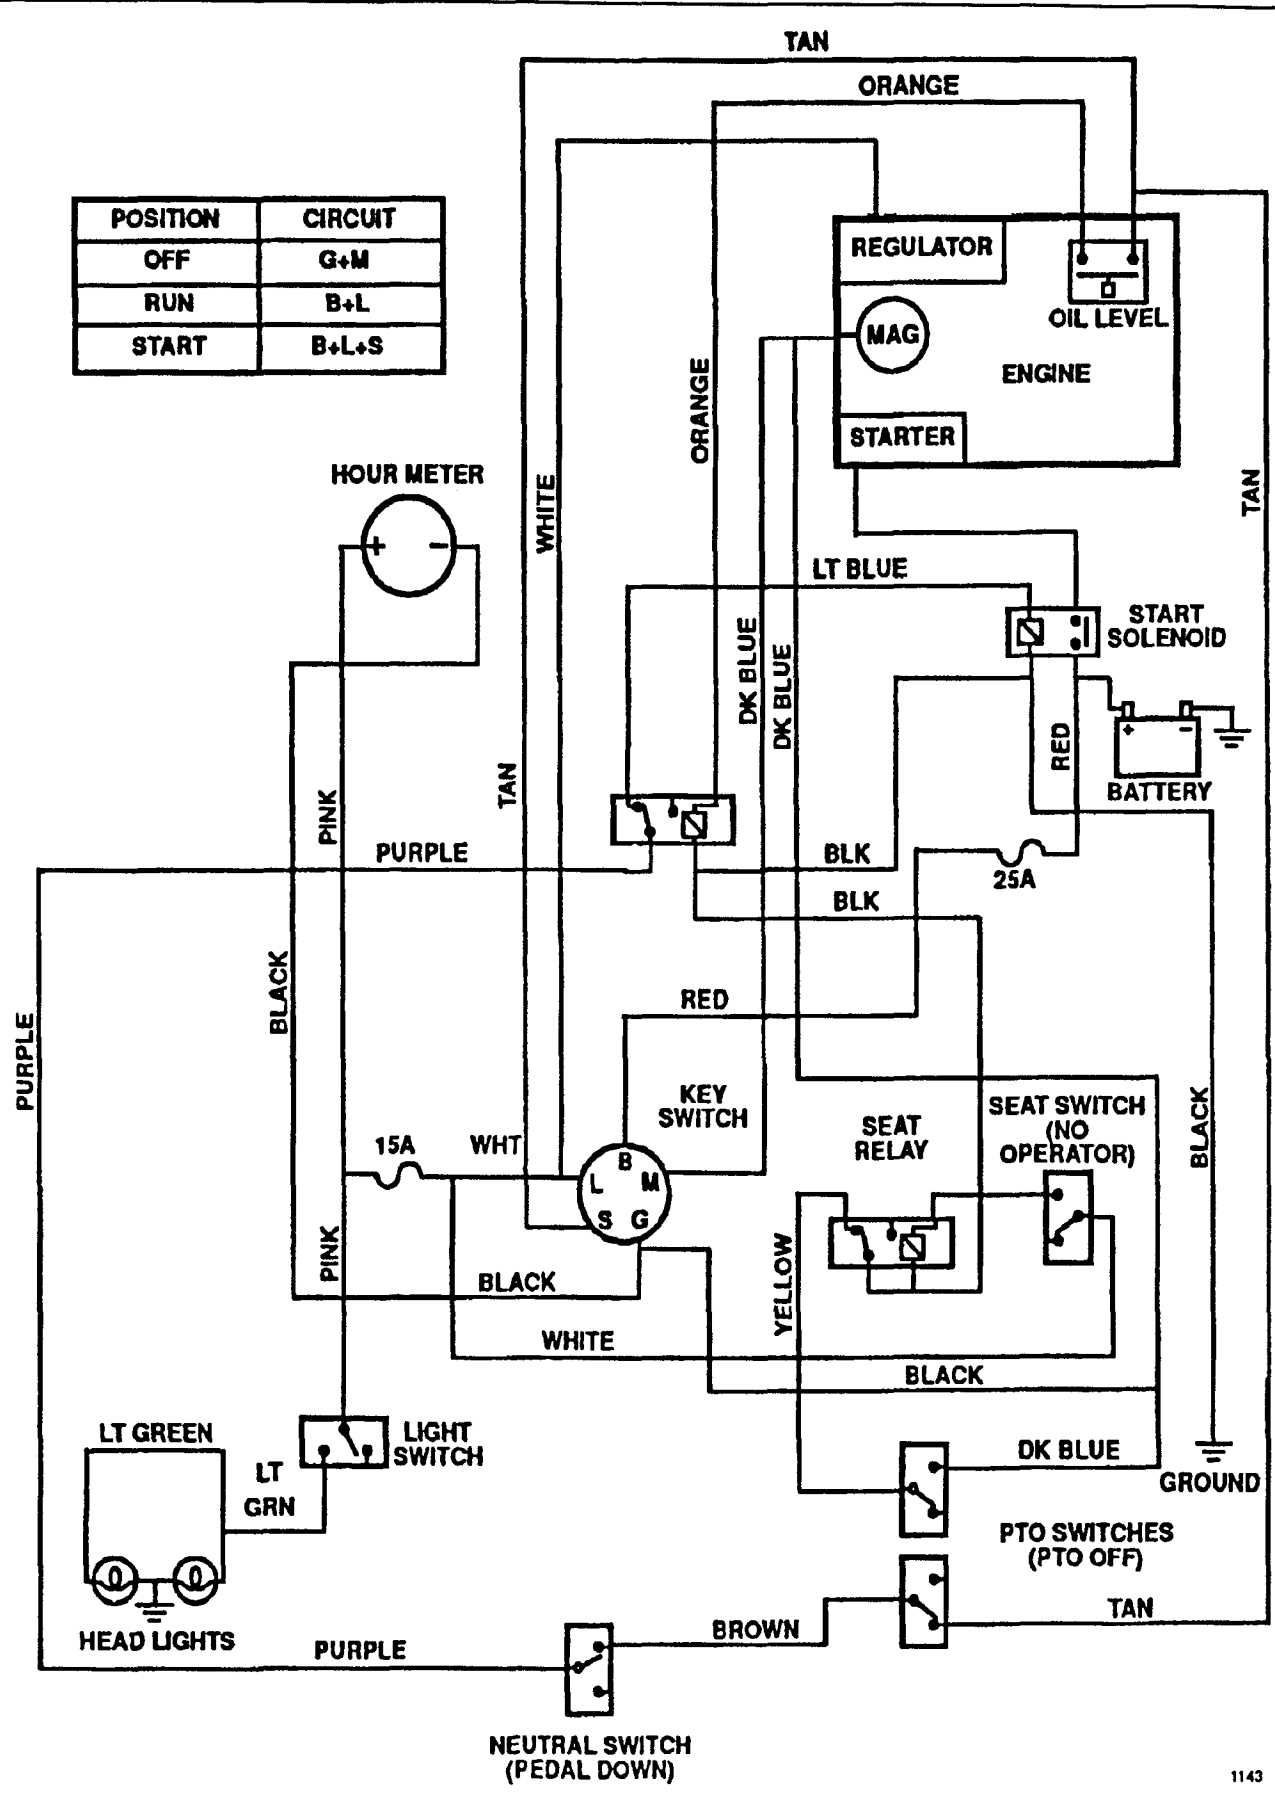 TAN
ORANGE
POSITION CIRCUIT
OFF G+M
RUN B+L
START B+L+S
REGULATOR
OIL LEVEL
MAG
ENGINE
STARTER
ORANGE
HOUR METER
+ −
WHITE
TAN
LT BLUE
START
SOLENOID
DK BLUE
DK BLUE
RED
+ −
BATTERY
TAN
PINK
PURPLE
BLK
25A
BLK
BLACK
RED
PURPLE
KEY
SWITCH
SEAT
RELAY
SEAT SWITCH
(NO
OPERATOR)
BLACK
15A
WHT
B
L
M
S
G
PINK
BLACK
YELLOW
WHITE
BLACK
LT GREEN
LIGHT
SWITCH
LT
GRN
DK BLUE
GROUND
PTO SWITCHES
(PTO OFF)
HEAD LIGHTS
PURPLE
BROWN
TAN
NEUTRAL SWITCH
(PEDAL DOWN)
1143